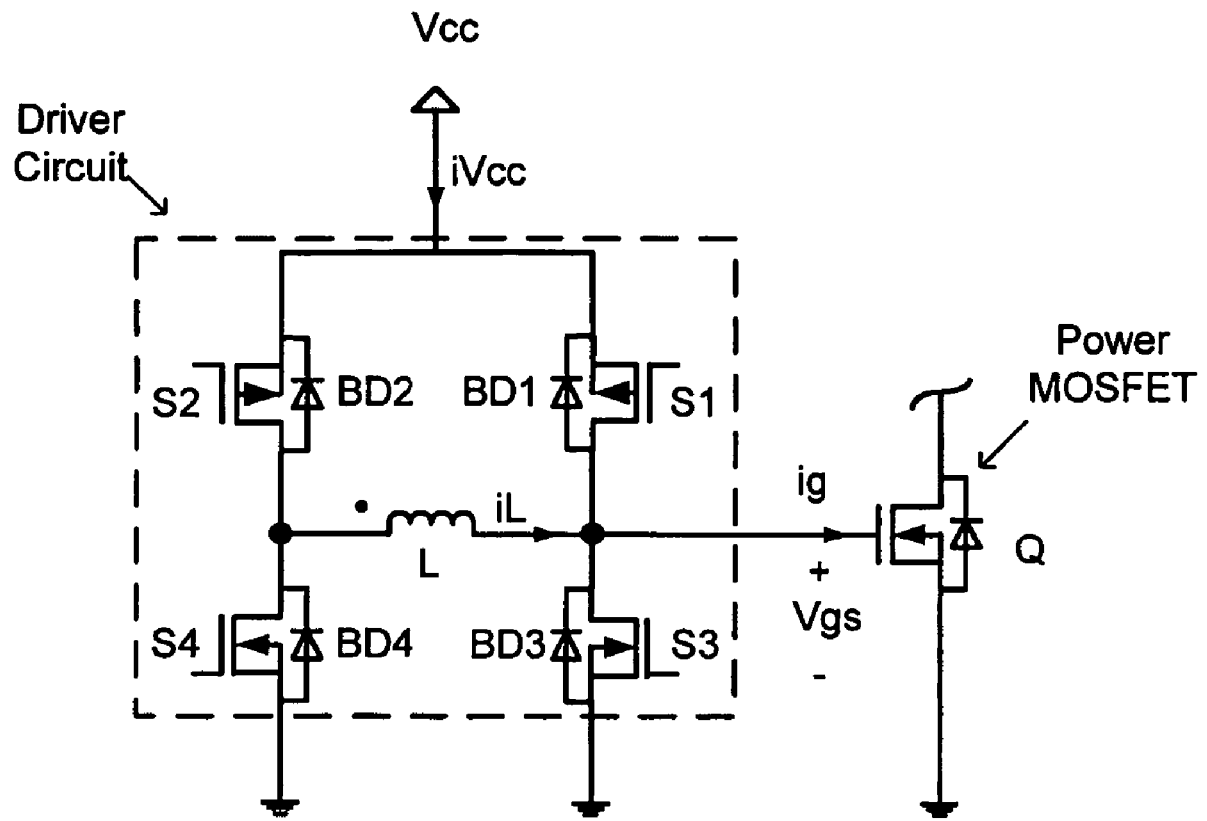 Vcc
Driver
Circuit
iVcc
Power
MOSFET
S2
BD2
BD1
S1
iL
L
ig
+
Vgs
-
Q
S4
BD4
BD3
S3